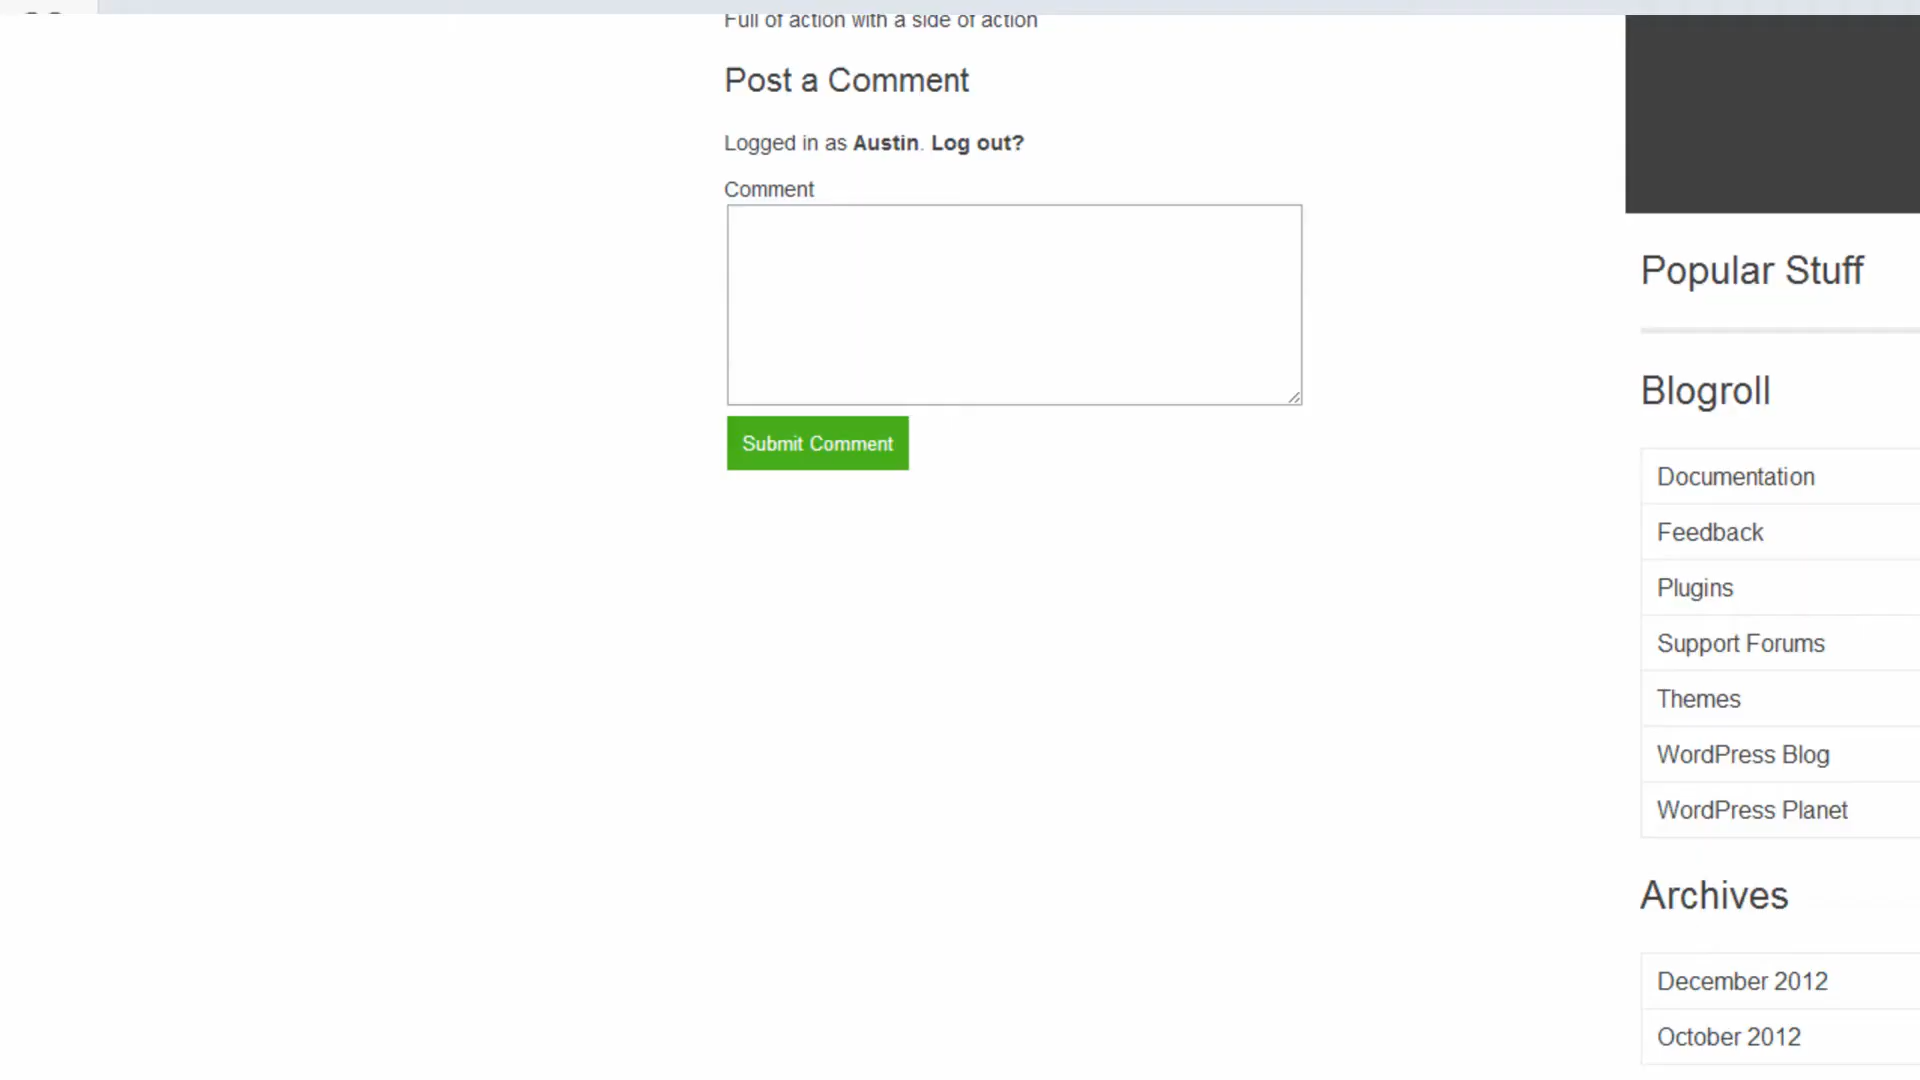 Full of action with a side of action
Post a Comment
Logged in as Austin. Log out?
Comment
Submit Comment
Popular Stuff
Blogroll
Documentation
Feedback
Plugins
Support Forums
Themes
WordPress Blog
WordPress Planet
Archives
December 2012
October 2012